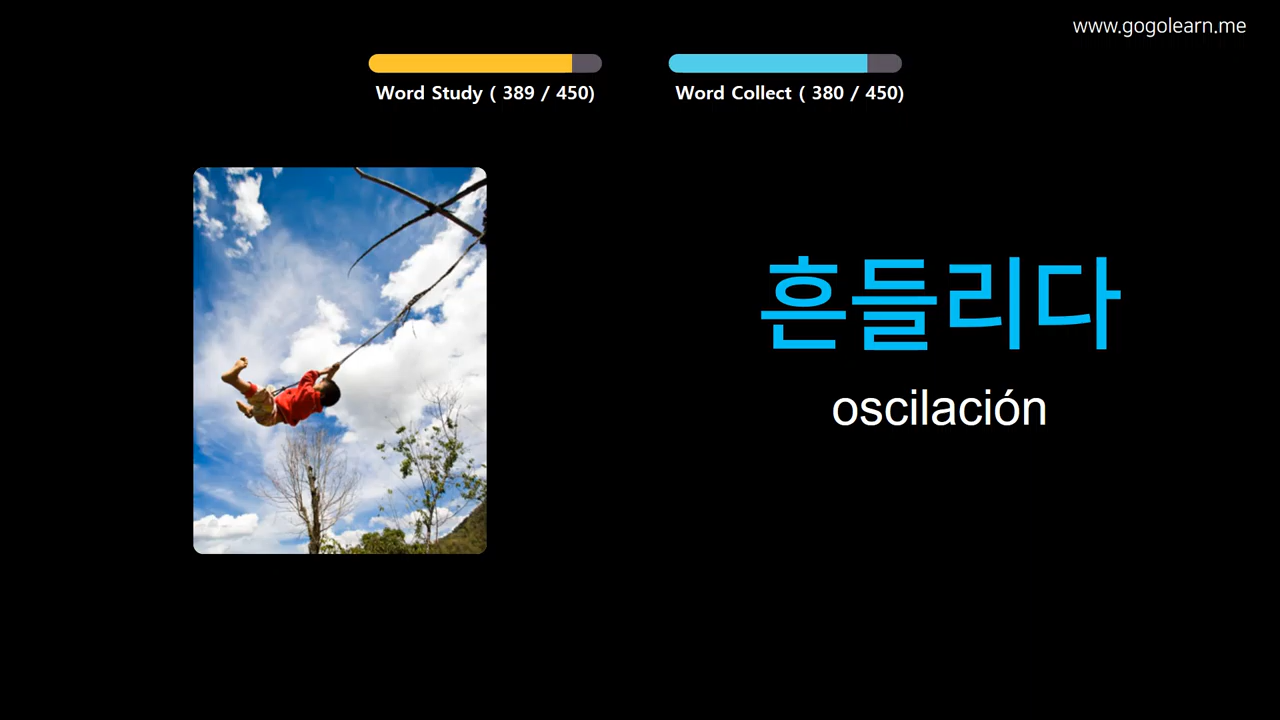 www.gogolearn.me
Word Study ( 389 / 450)
Word Collect ( 380 / 450)
흔들리다
oscilación